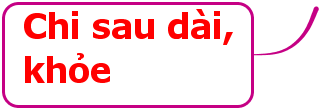 Chi sau dài,
khỏe